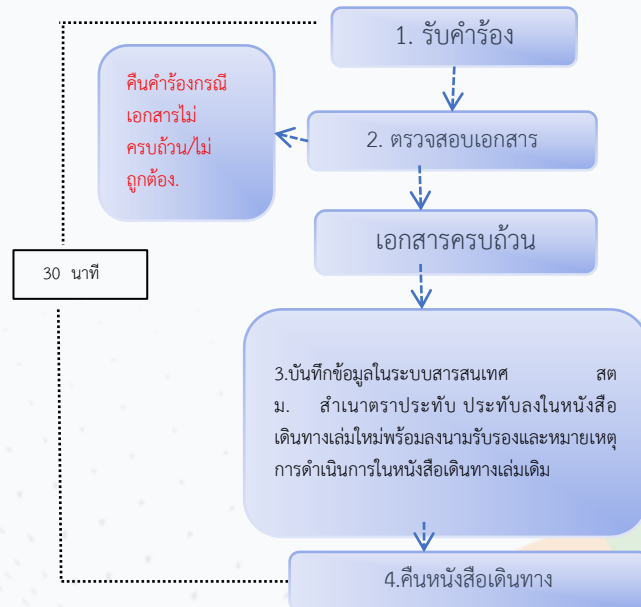 1. รับคำร้อง
คืนคำร้องกรณี
เอกสารไม่
ครบถ้วน/ไม่
ถูกต้อง.
2. ตรวจสอบเอกสาร
เอกสารครบถ้วน
30 นาที
3.บันทึกข้อมูลในระบบสารสนเทศ สต
ม. สำเนาตราประทับ ประทับลงในหนังสือ
เดินทางเล่มใหม่พร้อมลงนามรับรองและหมายเหตุ
การดำเนินการในหนังสือเดินทางเล่มเดิม
4.คืนหนังสือเดินทาง